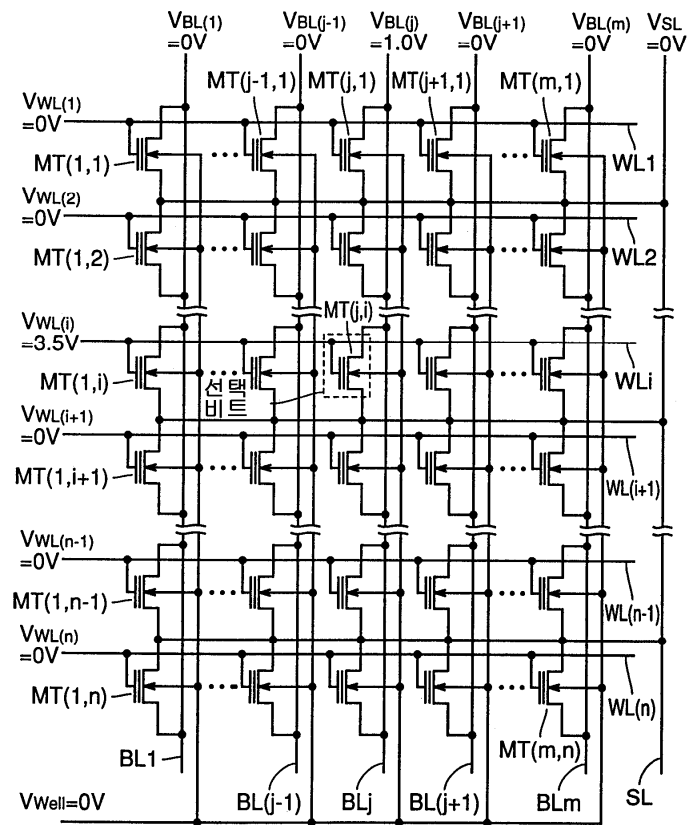 VBL(1) VBL(j-1) VBL(j) VBL(j+1) VBL(m) VSL
=0V =0V =1.0V =0V =0V =0V
MT(j-1,1) MT(j,1) MT(j+1,1) MT(m,1)
VWL(1)
=0V
MT(1,1) WL1
VWL(2)
=0V
MT(1,2) WL2
MT(j,i)
VWL(i)
=3.5V
MT(1,i) 선택 WLi
비트
VWL(i+1)
=0V
MT(1,i+1) WL(i+1)
VWL(n-1)
=0V
MT(1,n-1) WL(n-1)
VWL(n)
=0V
MT(1,n) WL(n)
MT(m,n)
BL1 BL(j-1) BLj BL(j+1) BLm SL
VWell=0V